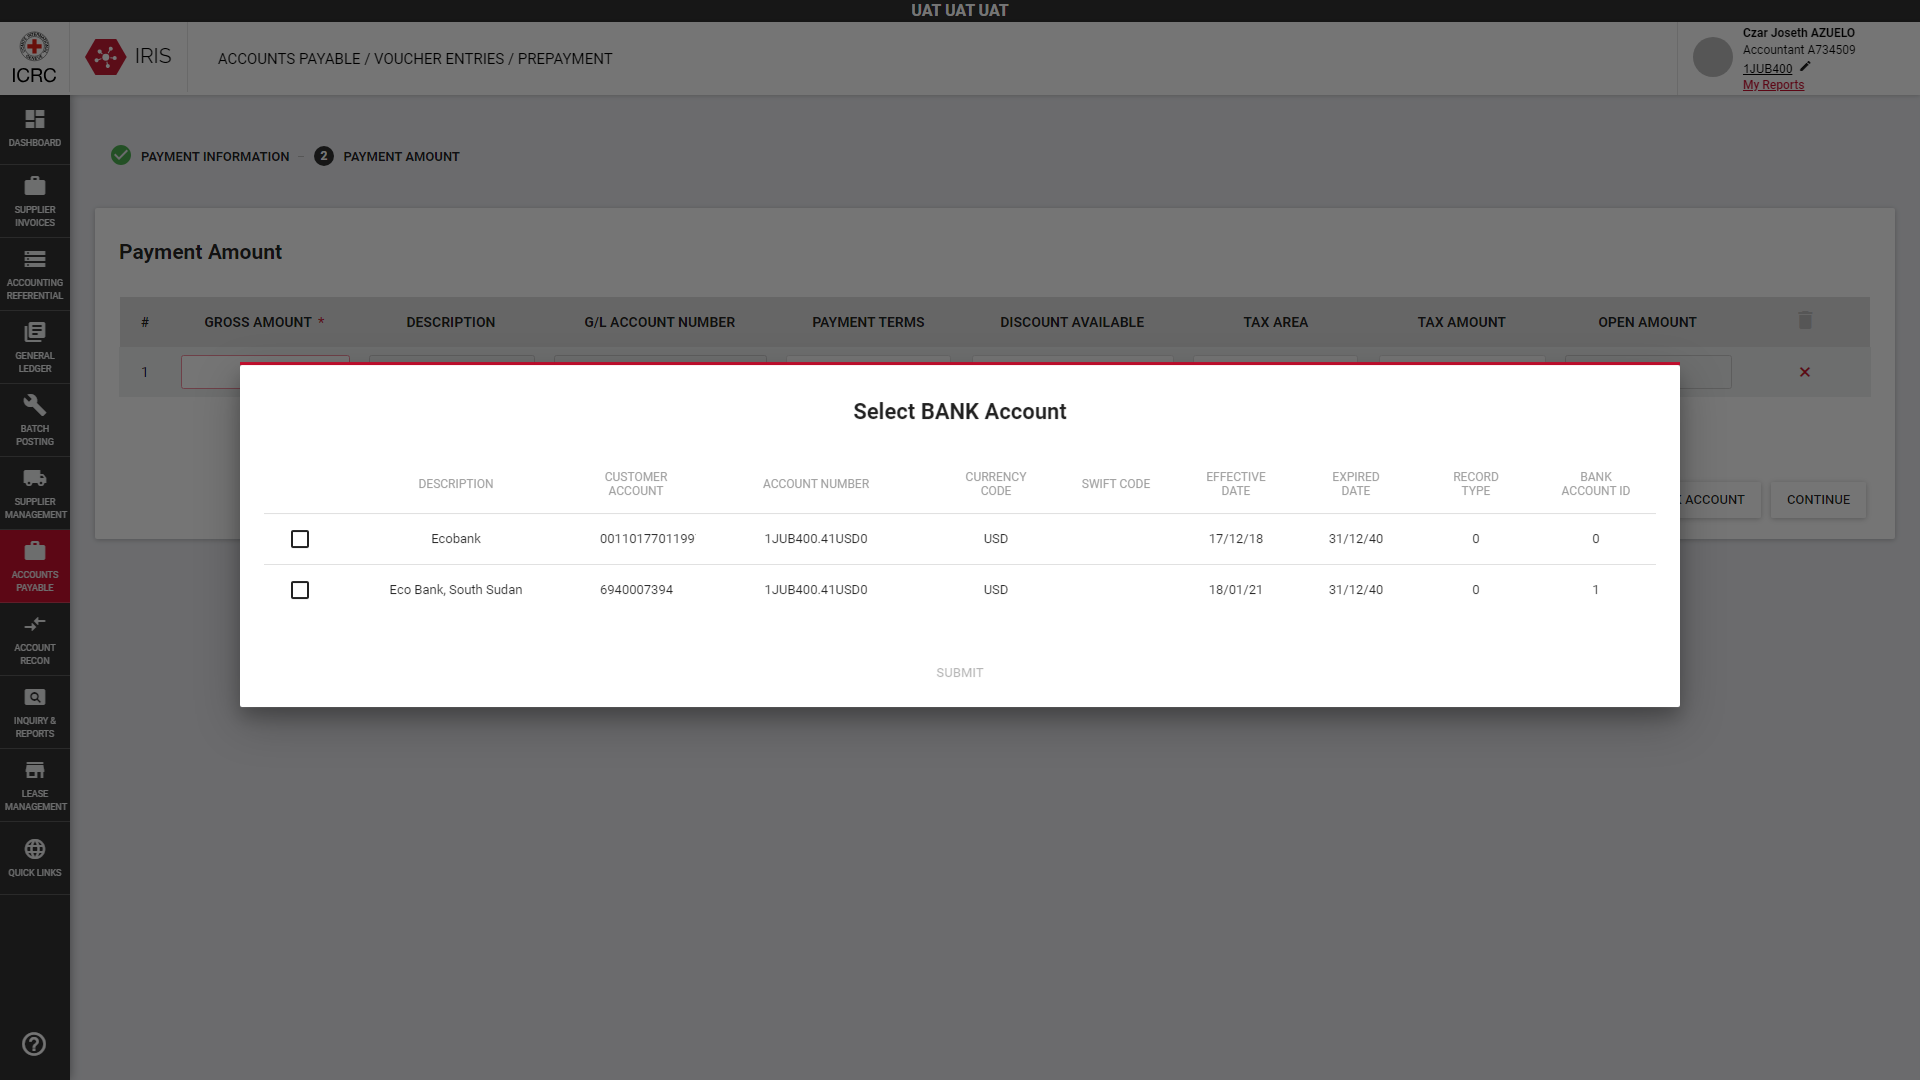 UAT UAT UAT
ICRC
IRIS
ACCOUNTS PAYABLE / VOUCHER ENTRIES / PREPAYMENT
Czar Joseth AZUELO
Accountant A734509
1JUB400
My Reports
DASHBOARD
SUPPLIER
INVOICES
ACCOUNTING
REFERENTIAL
GENERAL
LEDGER
BATCH
POSTING
SUPPLIER
MANAGEMENT
ACCOUNTS
PAYABLE
ACCOUNT
RECON
INQUIRY &
REPORTS
LEASE
MANAGEMENT
QUICK LINKS
PAYMENT INFORMATION
2 PAYMENT AMOUNT
Payment Amount
# GROSS AMOUNT * DESCRIPTION G/L ACCOUNT NUMBER PAYMENT TERMS DISCOUNT AVAILABLE TAX AREA TAX AMOUNT OPEN AMOUNT
1
Select BANK Account
DESCRIPTION CUSTOMER ACCOUNT ACCOUNT NUMBER CURRENCY CODE SWIFT CODE EFFECTIVE DATE EXPIRED DATE RECORD TYPE BANK ACCOUNT ID
Ecobank 0011017701199 1JUB400.41USD0 USD 17/12/18 31/12/40 0 0
Eco Bank, South Sudan 6940007394 1JUB400.41USD0 USD 18/01/21 31/12/40 0 1
SUBMIT
ACCOUNT
CONTINUE